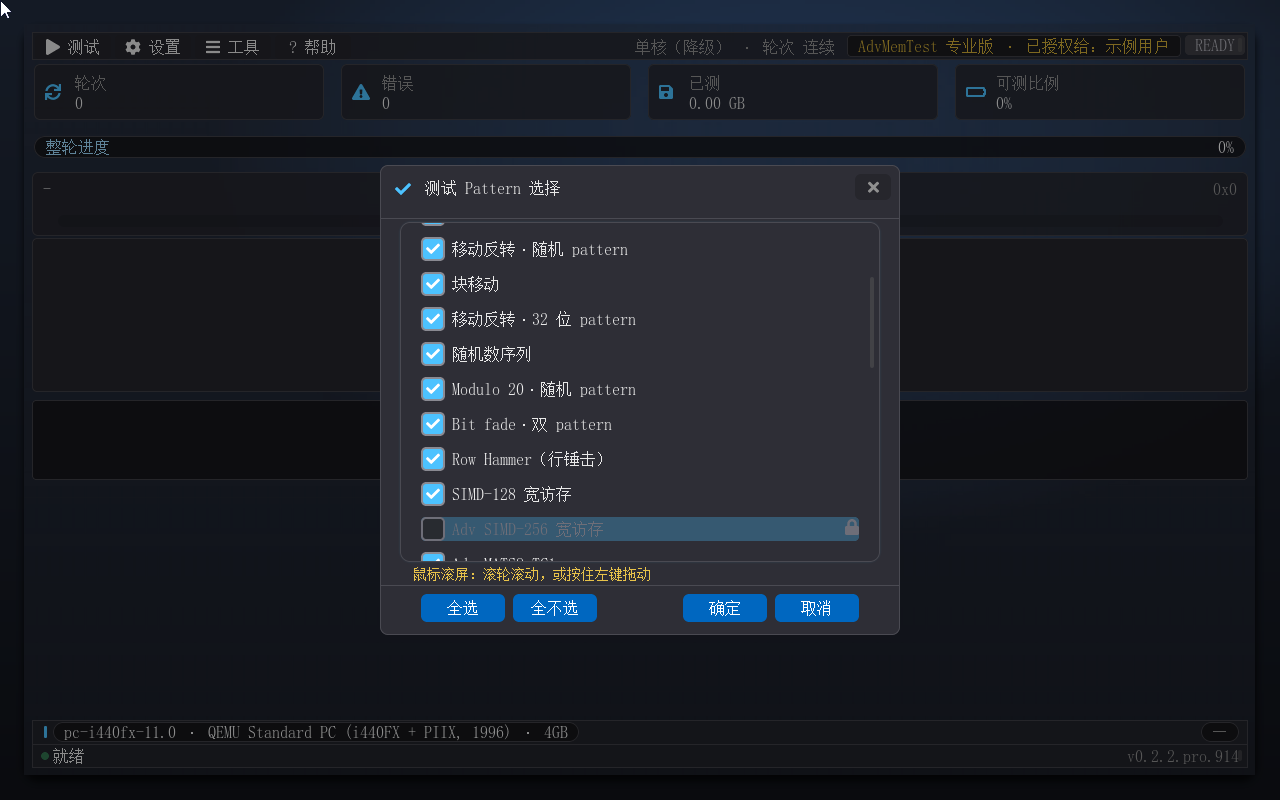 测试 设置 工具 ? 帮助 单核（降级） · 轮次 连续 AdvMemTest 专业版 · 已授权给：示例用户 READY
轮次 错误 已测 可测比例
0 0 0.00 GB 0%
整轮进度 0%
测试 Pattern 选择
— 0x0
移动反转·随机 pattern
块移动
移动反转·32 位 pattern
随机数序列
Modulo 20·随机 pattern
Bit fade·双 pattern
Row Hammer（行锤击）
SIMD-128 宽访存
Adv SIMD-256 宽访存
鼠标滚屏：滚轮滚动，或按住左键拖动
全选 全不选 确定 取消
pc-i440fx-11.0 · QEMU Standard PC (i440FX + PIIX, 1996) · 4GB —
就绪 v0.2.2.pro.914